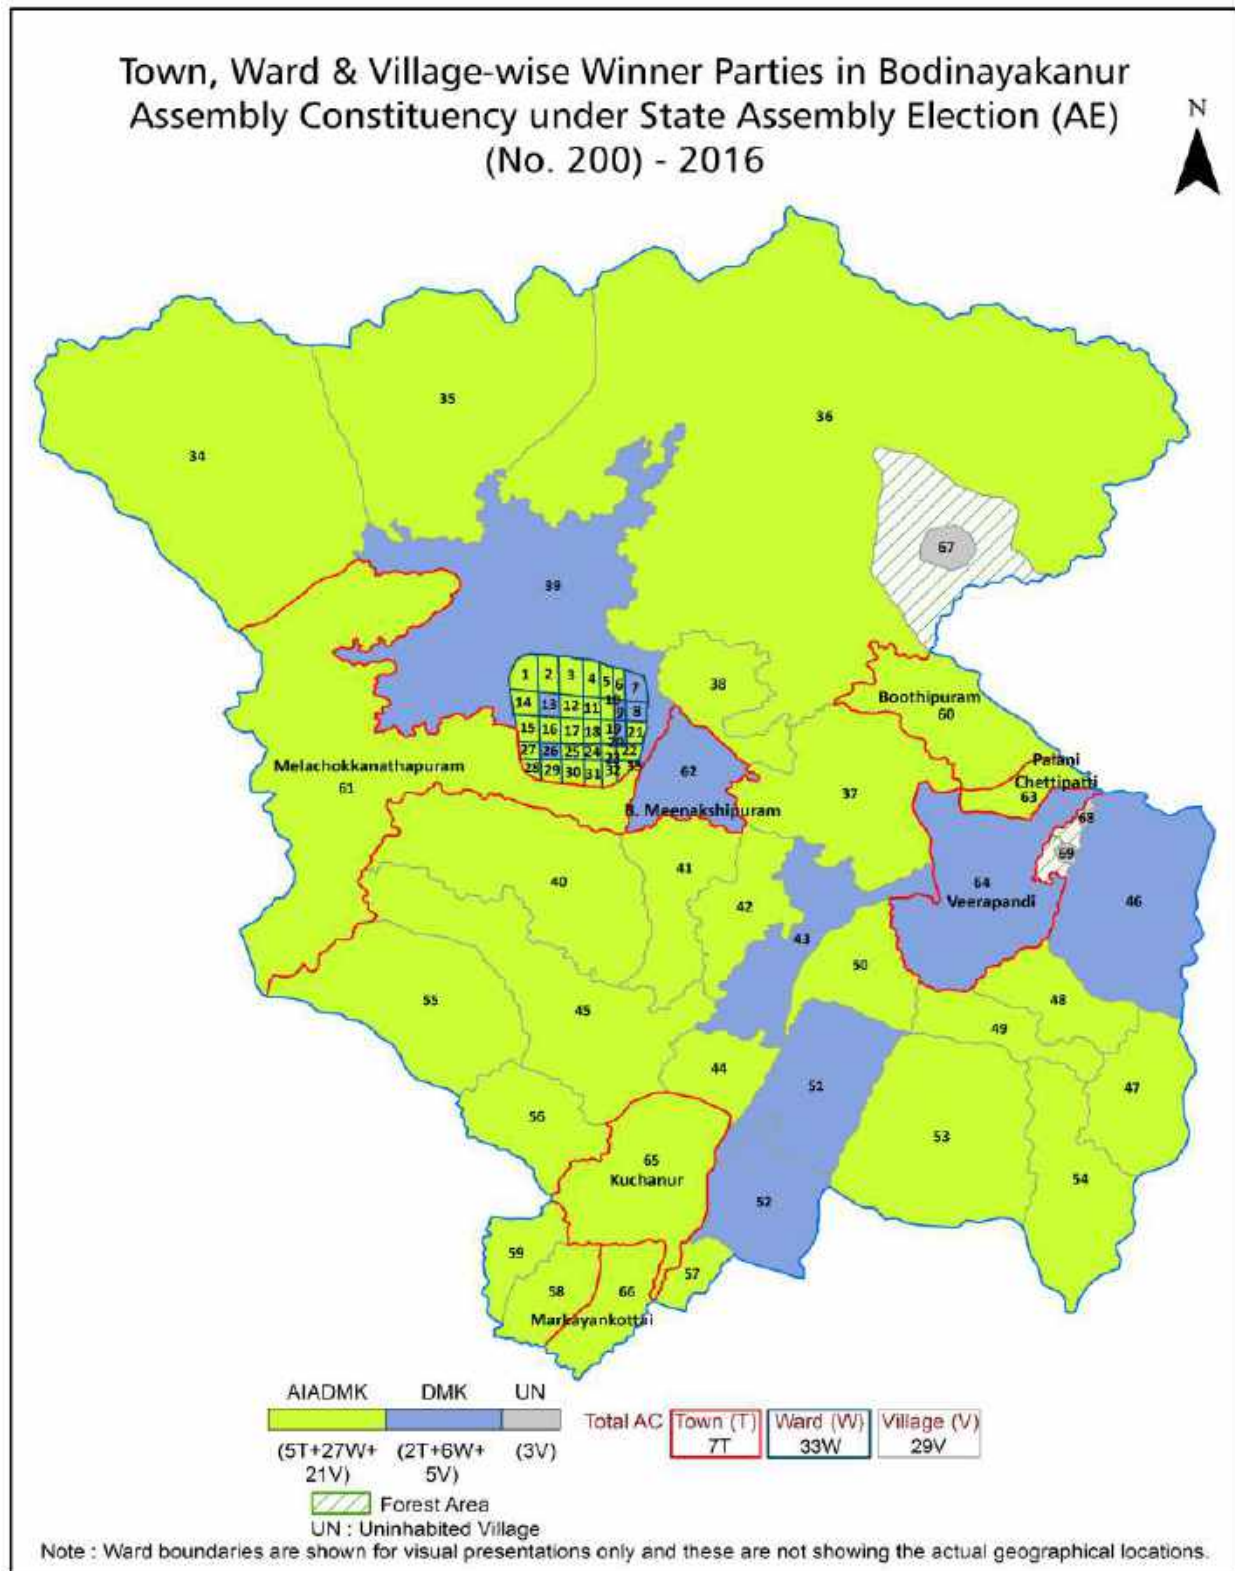 Town, Ward & Village-wise Winner Parties in Bodinayakanur
Assembly Constituency under State Assembly Election (AE)
(No. 200) - 2016
N
35
36
34
67
39
1 2 3 4 5 6 7
38
14 13 12 11 10 9 8
Boothipuram
60
15 16 17 18 19 20 21
27 26 25 24 23 22
28 29 30 31 32 33
Melachokkanathapuram
61
62
B. Meenakshipuram
37
Palani
Chettipatti
63
68
69
40
41
42
64
Veerapandi
46
43
50
55
45
48
49
44
51
47
56
53
65
Kuchanur
54
52
59
57
58
66
Markayankottai
AIADMK DMK UN
(5T+27W+
21V)
(2T+6W+
5V)
(3V)
Total AC
Town (T)
7T
Ward (W)
33W
Village (V)
29V
Forest Area
UN : Uninhabited Village
Note : Ward boundaries are shown for visual presentations only and these are not showing the actual geographical locations.